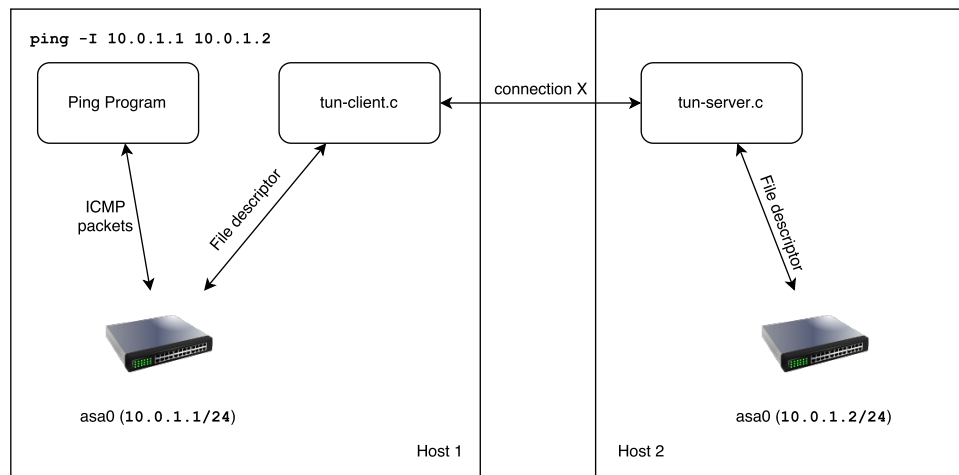 ping -I 10.0.1.1 10.0.1.2
Ping Program
tun-client.c
connection X
tun-server.c
ICMP
packets
File descriptor
File descriptor
asa0 (10.0.1.1/24)
asa0 (10.0.1.2/24)
Host 1
Host 2